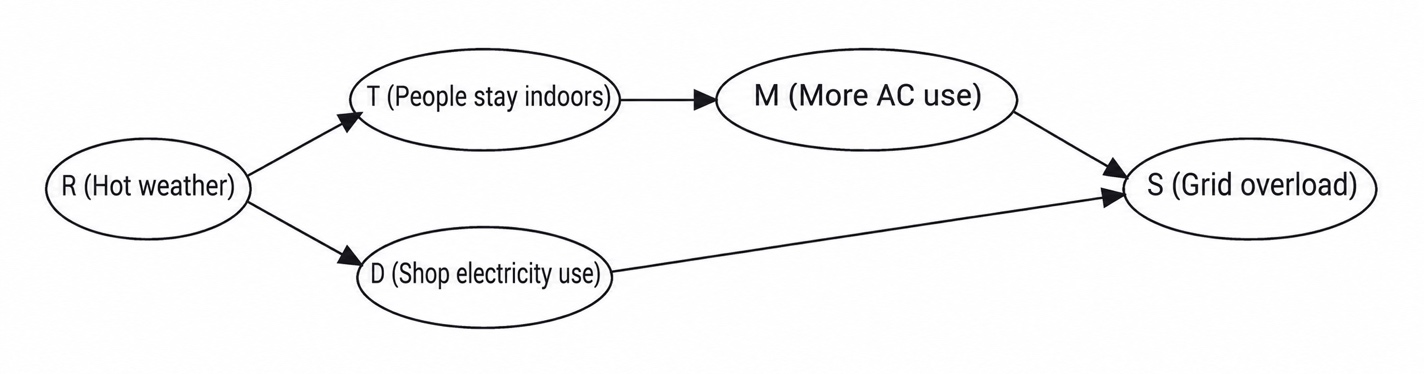 T (People stay indoors)
M (More AC use)
R (Hot weather)
S (Grid overload)
D (Shop electricity use)